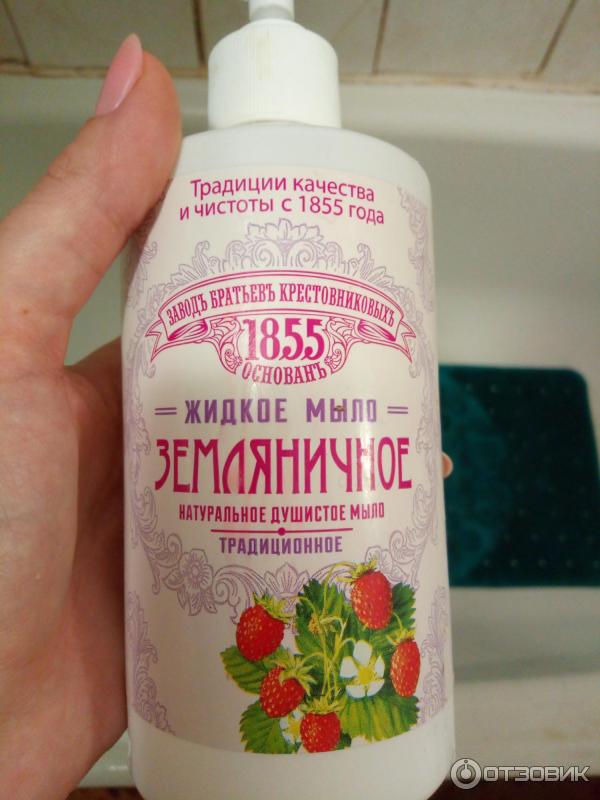 Традиции качества
и чистоты с 1855 года
ЗАВОДЪ БРАТЬЕВЪ КРЕСТОВНИКОВЫХЪ
1855
ОСНОВАНЪ
ЖИДКОЕ МЫЛО
ЗЕМЛЯНИЧНОЕ
НАТУРАЛЬНОЕ ДУШИСТОЕ МЫЛО
ТРАДИЦИОННОЕ
ОТЗОВИК